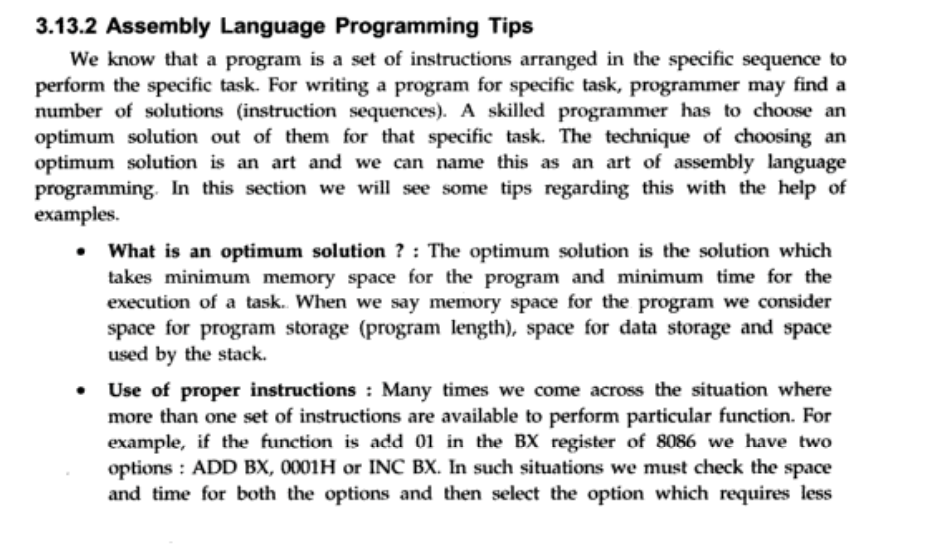 3.13.2 Assembly Language Programming Tips
We know that a program is a set of instructions arranged in the specific sequence to
perform the specific task. For writing a program for specific task, programmer may find a
number of solutions (instruction sequences). A skilled programmer has to choose an
optimum solution out of them for that specific task. The technique of choosing an
optimum solution is an art and we can name this as an art of assembly language
programming. In this section we will see some tips regarding this with the help of
examples.
• What is an optimum solution ? : The optimum solution is the solution which
takes minimum memory space for the program and minimum time for the
execution of a task. When we say memory space for the program we consider
space for program storage (program length), space for data storage and space
used by the stack.
• Use of proper instructions : Many times we come across the situation where
more than one set of instructions are available to perform particular function. For
example, if the function is add 01 in the BX register of 8086 we have two
options : ADD BX, 0001H or INC BX. In such situations we must check the space
and time for both the options and then select the option which requires less